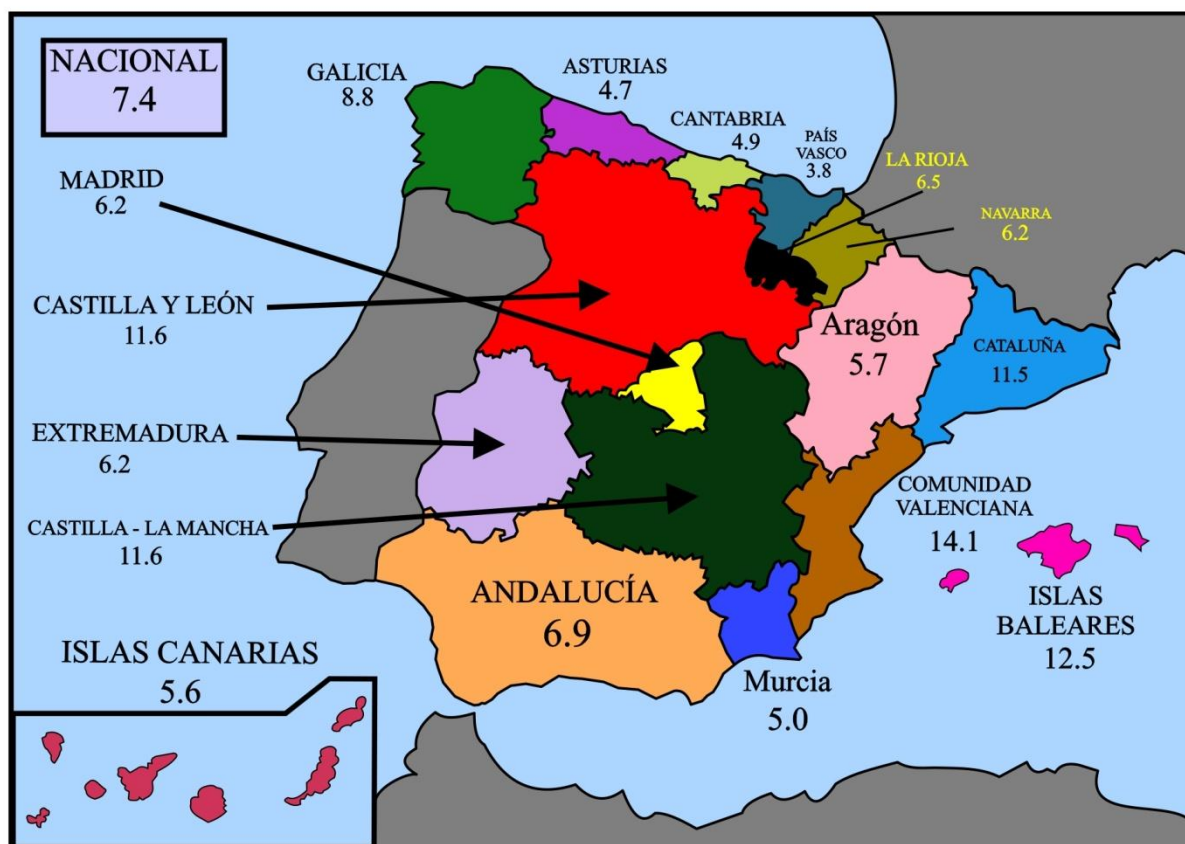 NACIONAL
7.4
GALICIA
8.8
ASTURIAS
4.7
CANTABRIA
4.9
PAÍS
VASCO
3.8
LA RIOJA
6.5
NAVARRA
6.2
MADRID
6.2
CASTILLA Y LEÓN
11.6
Aragón
5.7
CATALUÑA
11.5
EXTREMADURA
6.2
CASTILLA - LA MANCHA
11.6
COMUNIDAD
VALENCIANA
14.1
ISLAS
BALEARES
12.5
ANDALUCÍA
6.9
Murcia
5.0
ISLAS CANARIAS
5.6